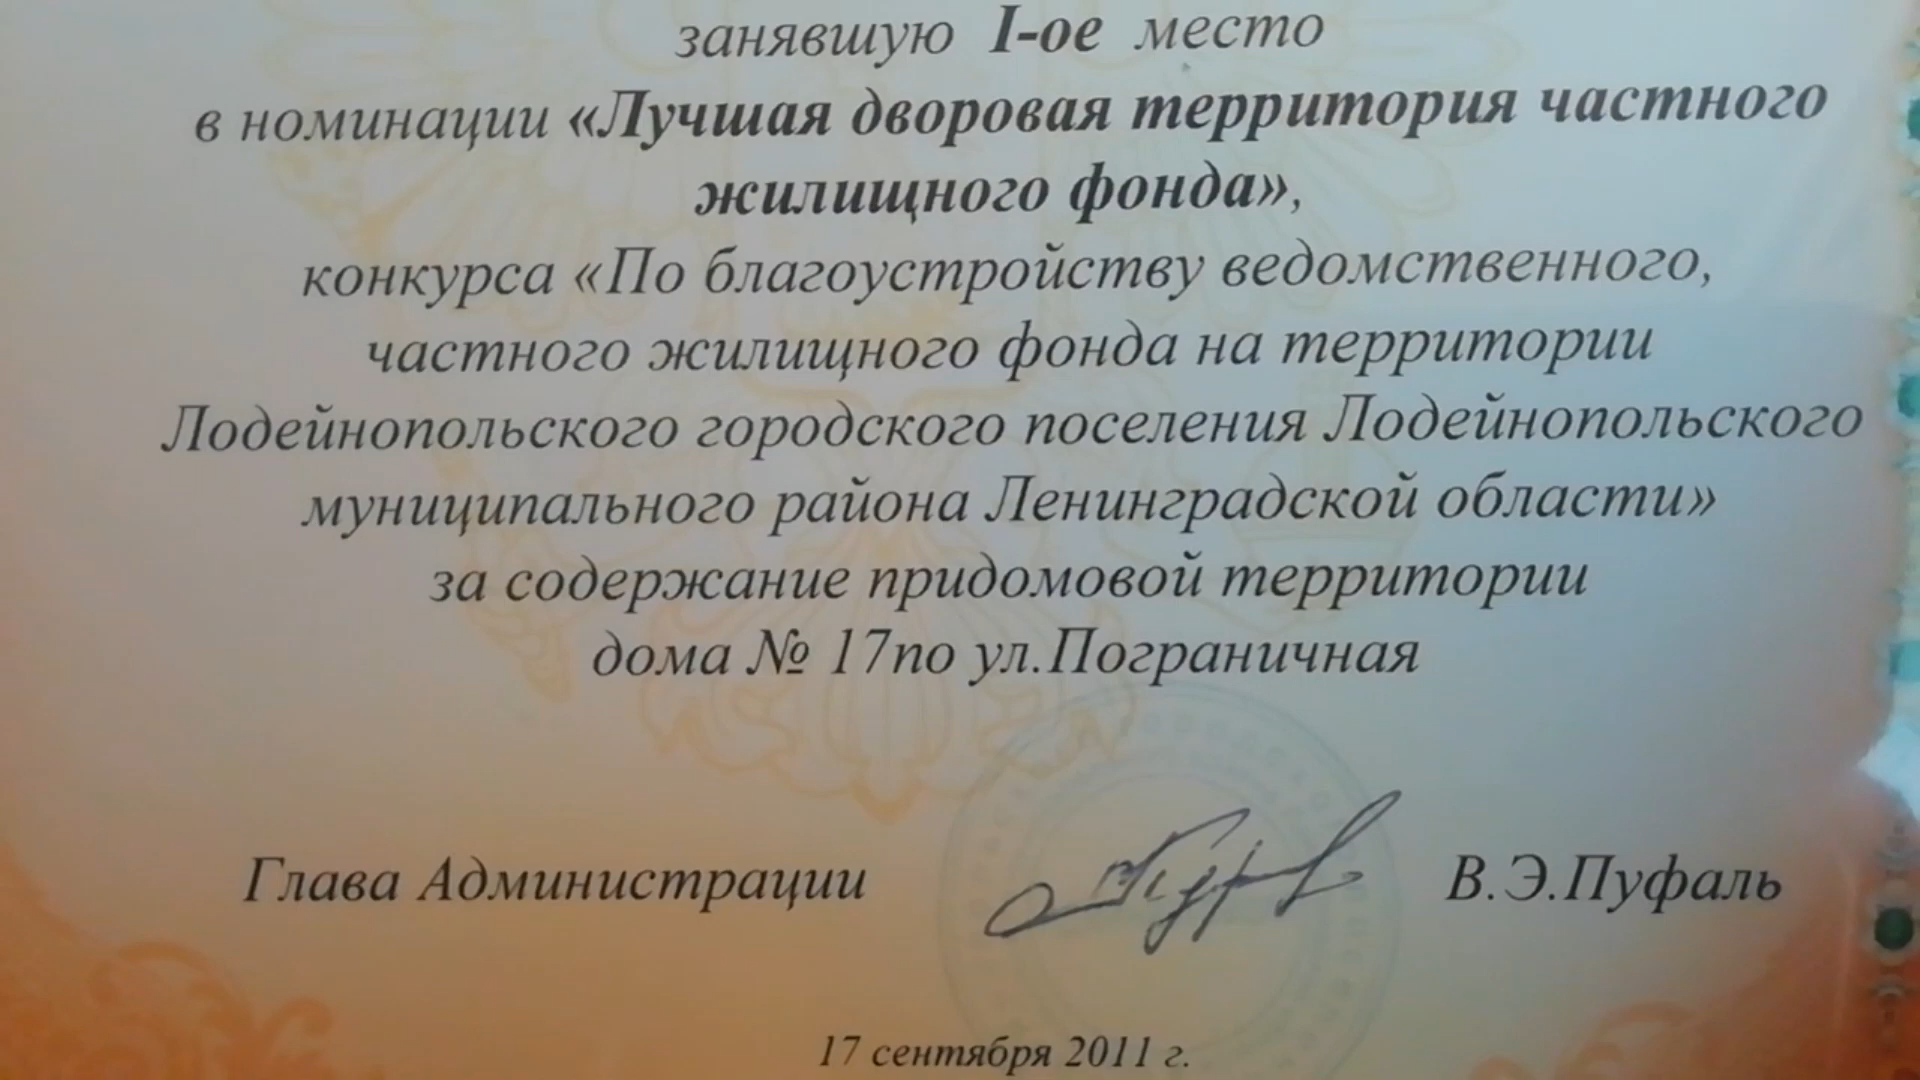 занявшую I-ое место
в номинации «Лучшая дворовая территория частного
жилищного фонда»,
конкурса «По благоустройству ведомственного,
частного жилищного фонда на территории
Лодейнопольского городского поселения Лодейнопольского
муниципального района Ленинградской области»
за содержание придомовой территории
дома № 17по ул.Пограничная
Глава Администрации В.Э.Пуфаль
17 сентября 2011 г.